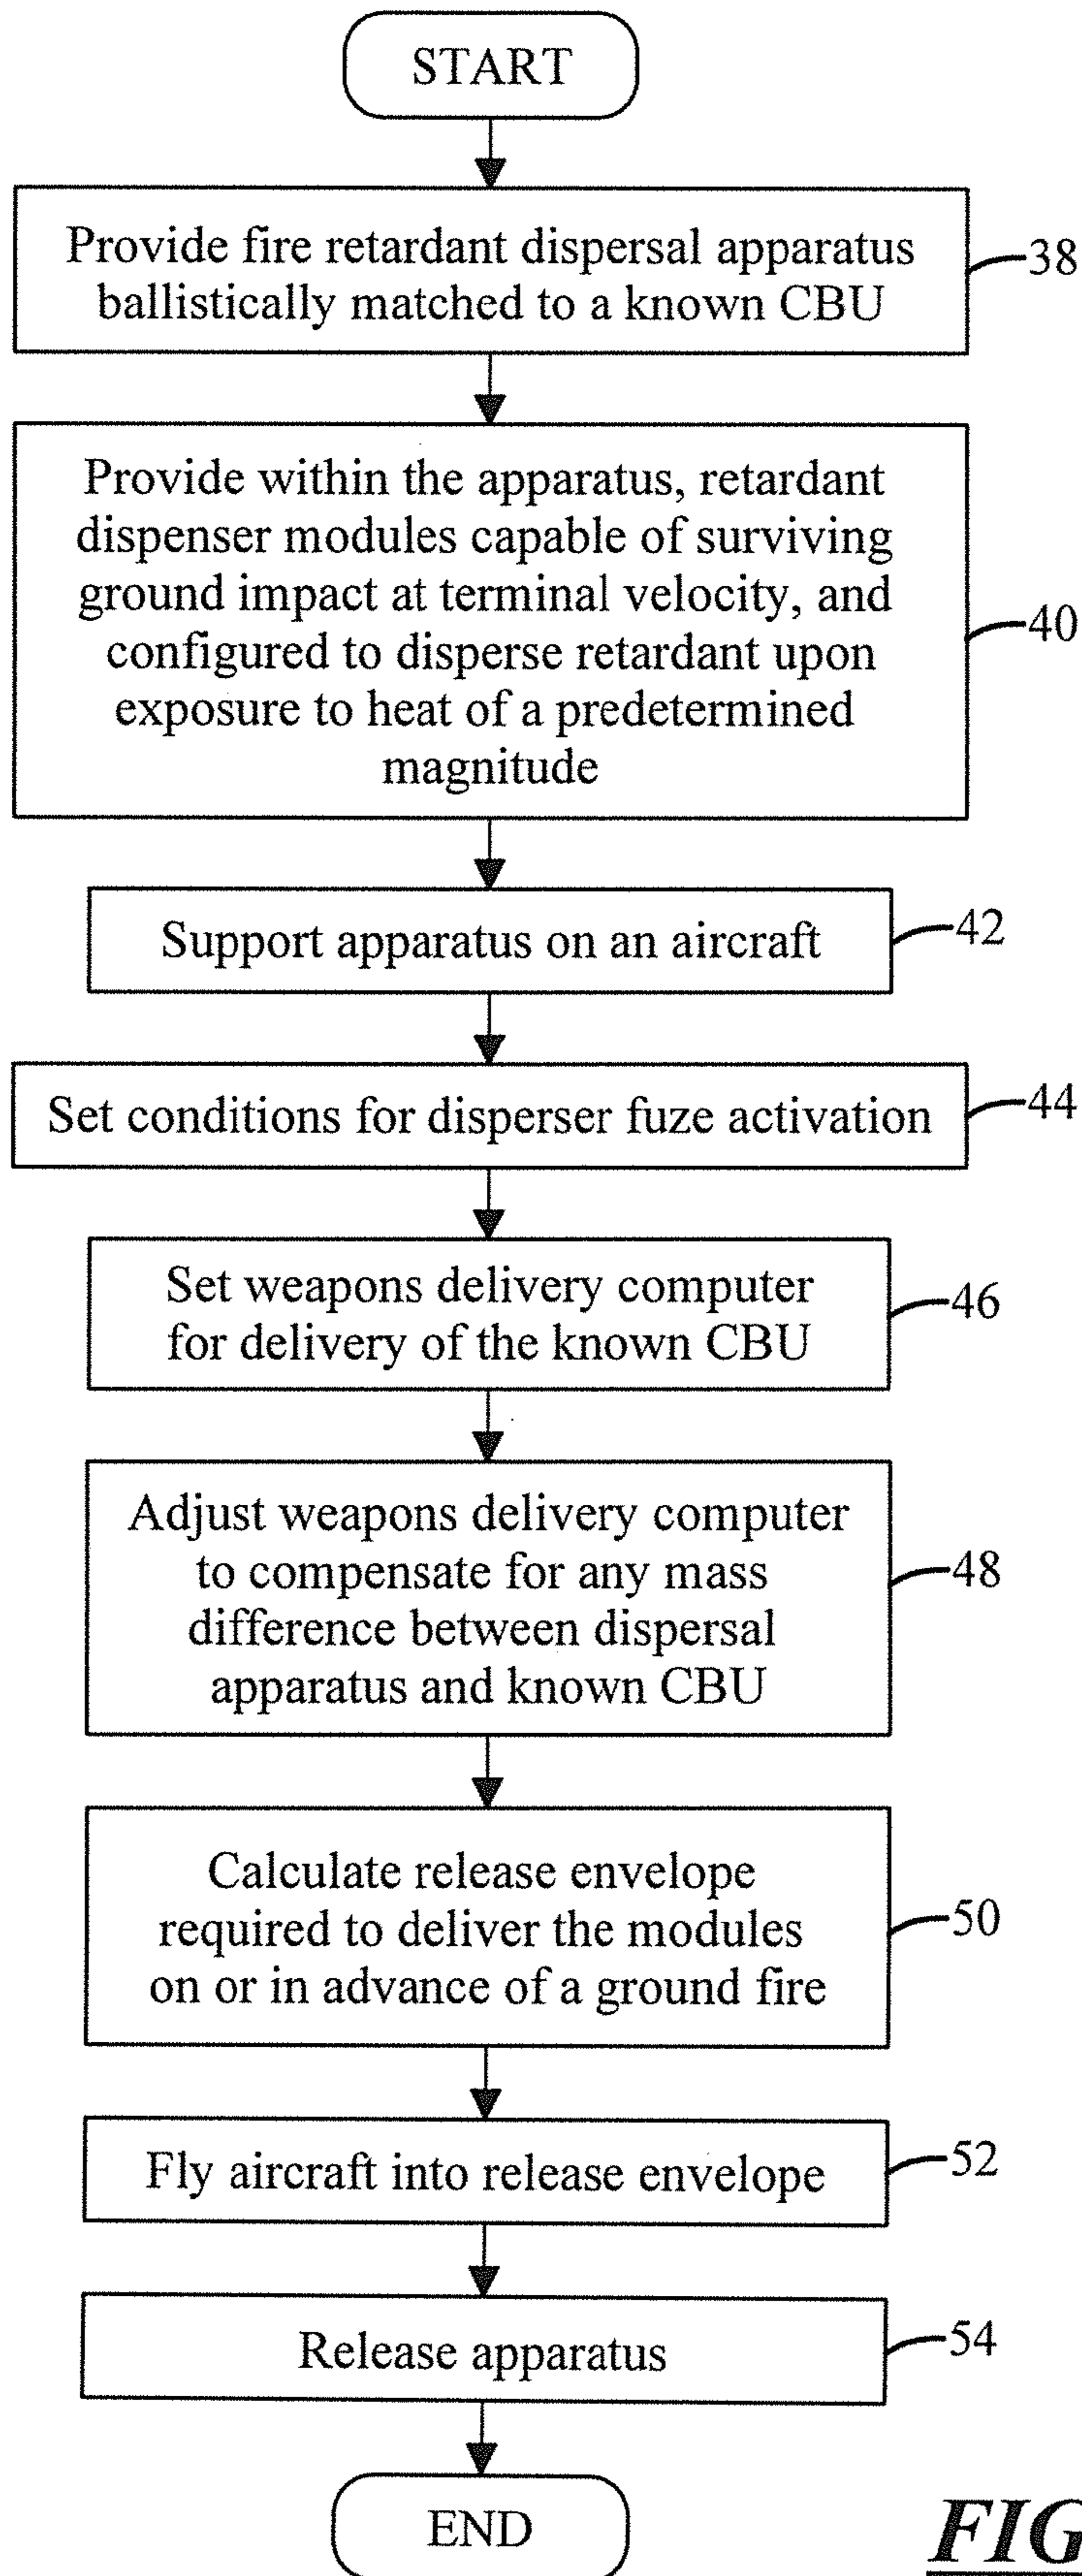 START
Provide fire retardant dispersal apparatus
ballistically matched to a known CBU
38
Provide within the apparatus, retardant
dispenser modules capable of surviving
ground impact at terminal velocity, and
configured to disperse retardant upon
exposure to heat of a predetermined
magnitude
40
Support apparatus on an aircraft
42
Set conditions for disperser fuze activation
44
Set weapons delivery computer
for delivery of the known CBU
46
Adjust weapons delivery computer
to compensate for any mass
difference between dispersal
apparatus and known CBU
48
Calculate release envelope
required to deliver the modules
on or in advance of a ground fire
50
Fly aircraft into release envelope
52
Release apparatus
54
END
FIG